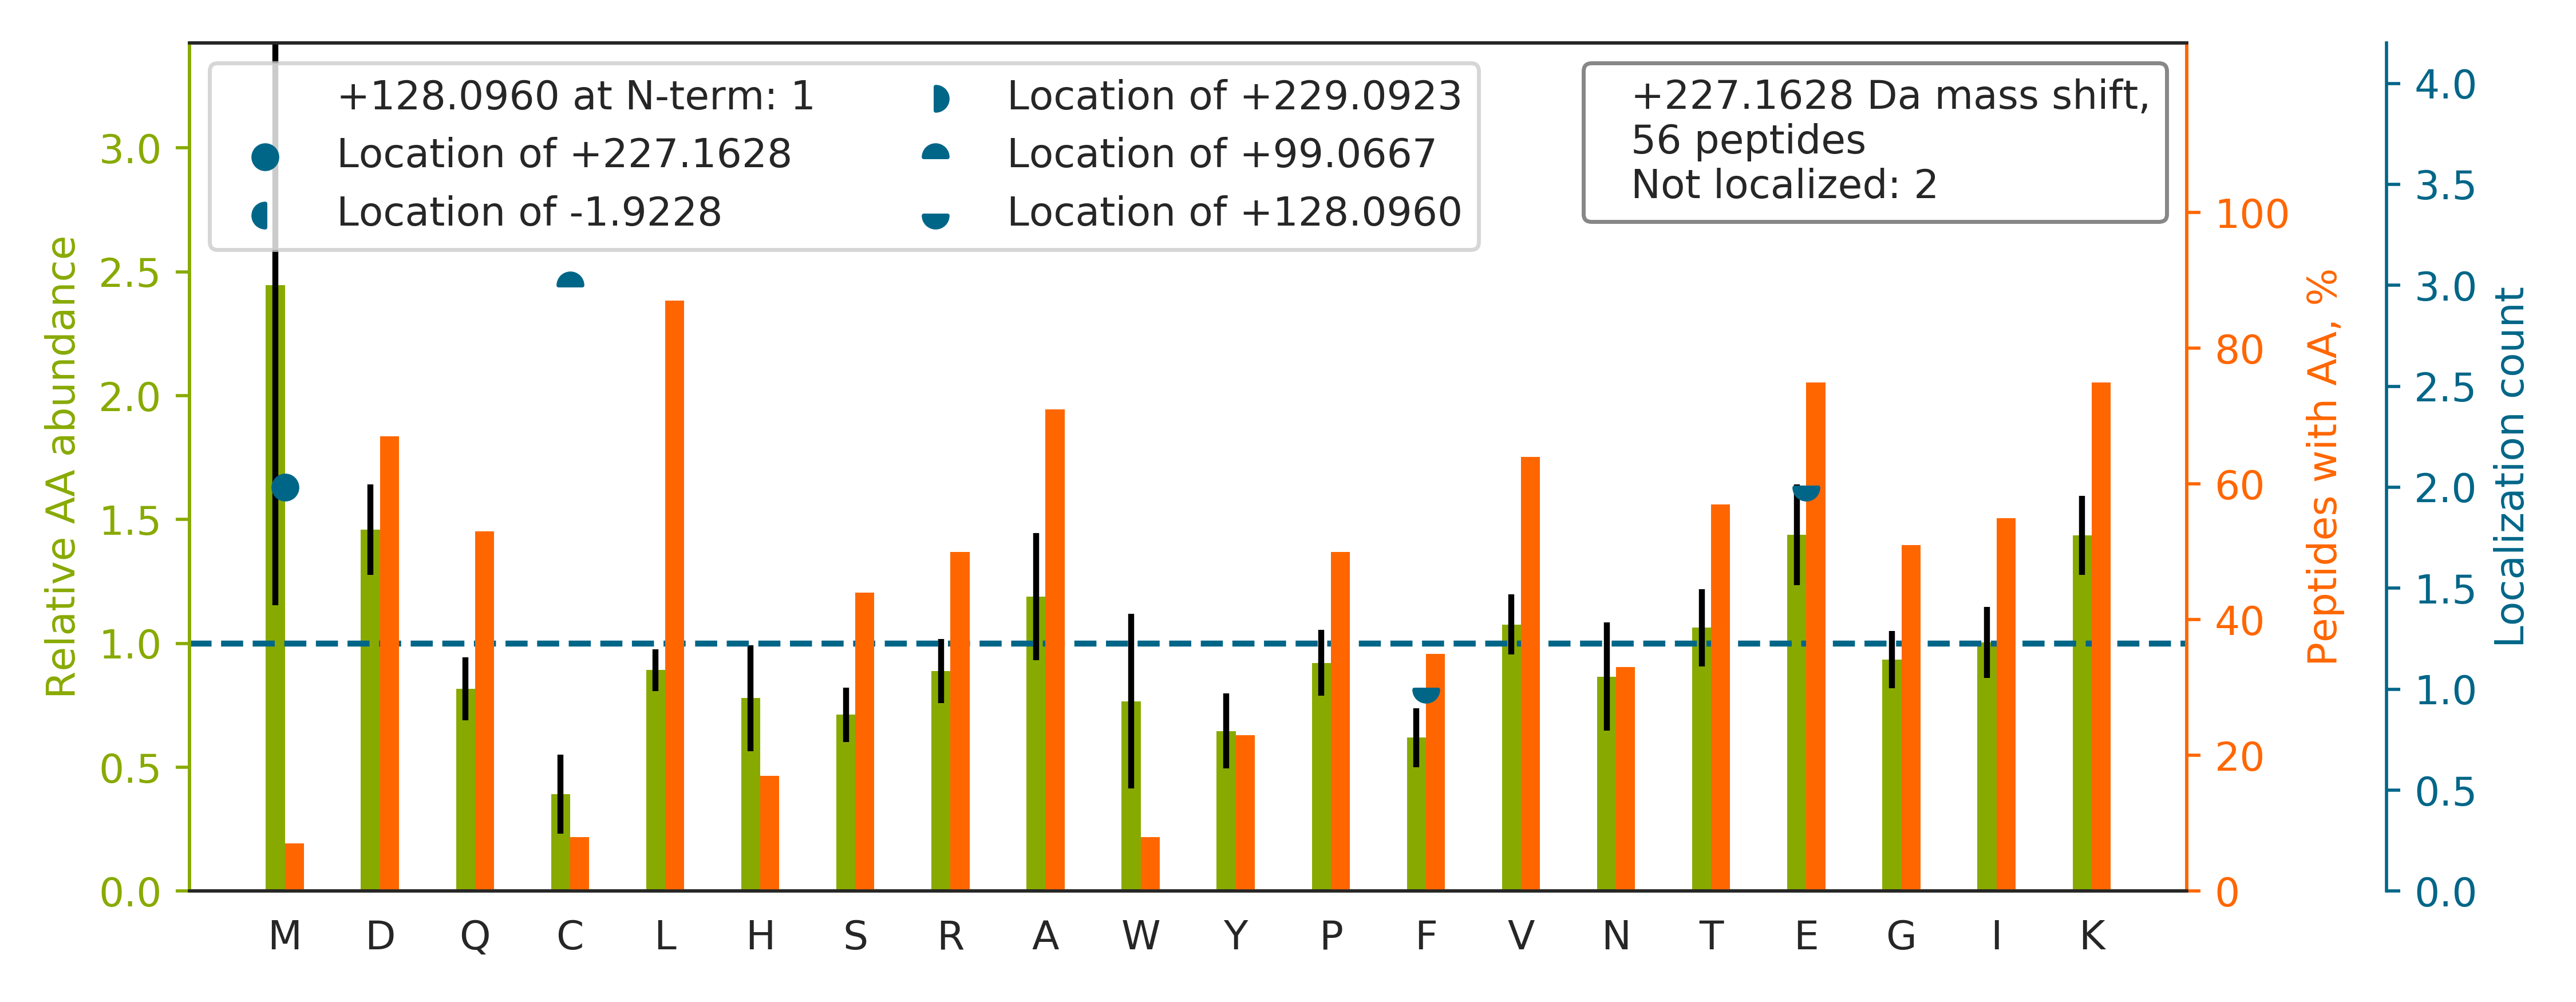 +128.0960 at N-term: 1
Location of +227.1628
Location of -1.9228
Location of +229.0923
Location of +99.0667
Location of +128.0960
+227.1628 Da mass shift,
56 peptides
Not localized: 2
Relative AA abundance
3.0
2.5
2.0
1.5
1.0
0.5
0.0
M D Q C L H S R A W Y P F V N T E G I K
100
80
60
40
20
0
Peptides with AA, %
4.0
3.5
3.0
2.5
2.0
1.5
1.0
0.5
0.0
Localization count